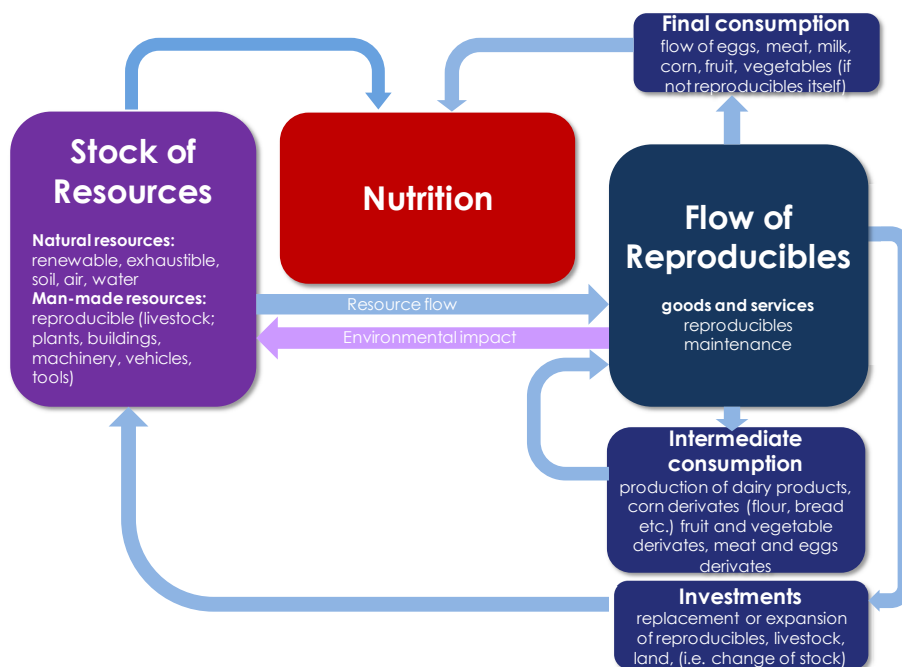 Final consumption
flow of eggs, meat, milk,
corn, fruit, vegetables (if
not reproducibles itself)
Stock of
Resources
Natural resources:
renewable, exhaustible,
soil, air, water
Man-made resources:
reproducible (livestock;
plants, buildings,
machinery, vehicles,
tools)
Nutrition
Flow of
Reproducibles
goods and services
reproducibles
maintenance
Resource flow
Environmental impact
Intermediate
consumption
production of dairy products,
corn derivates (flour, bread
etc.) fruit and vegetable
derivates, meat and eggs
derivates
Investments
replacement or expansion
of reproducibles, livestock,
land, (i.e. change of stock)